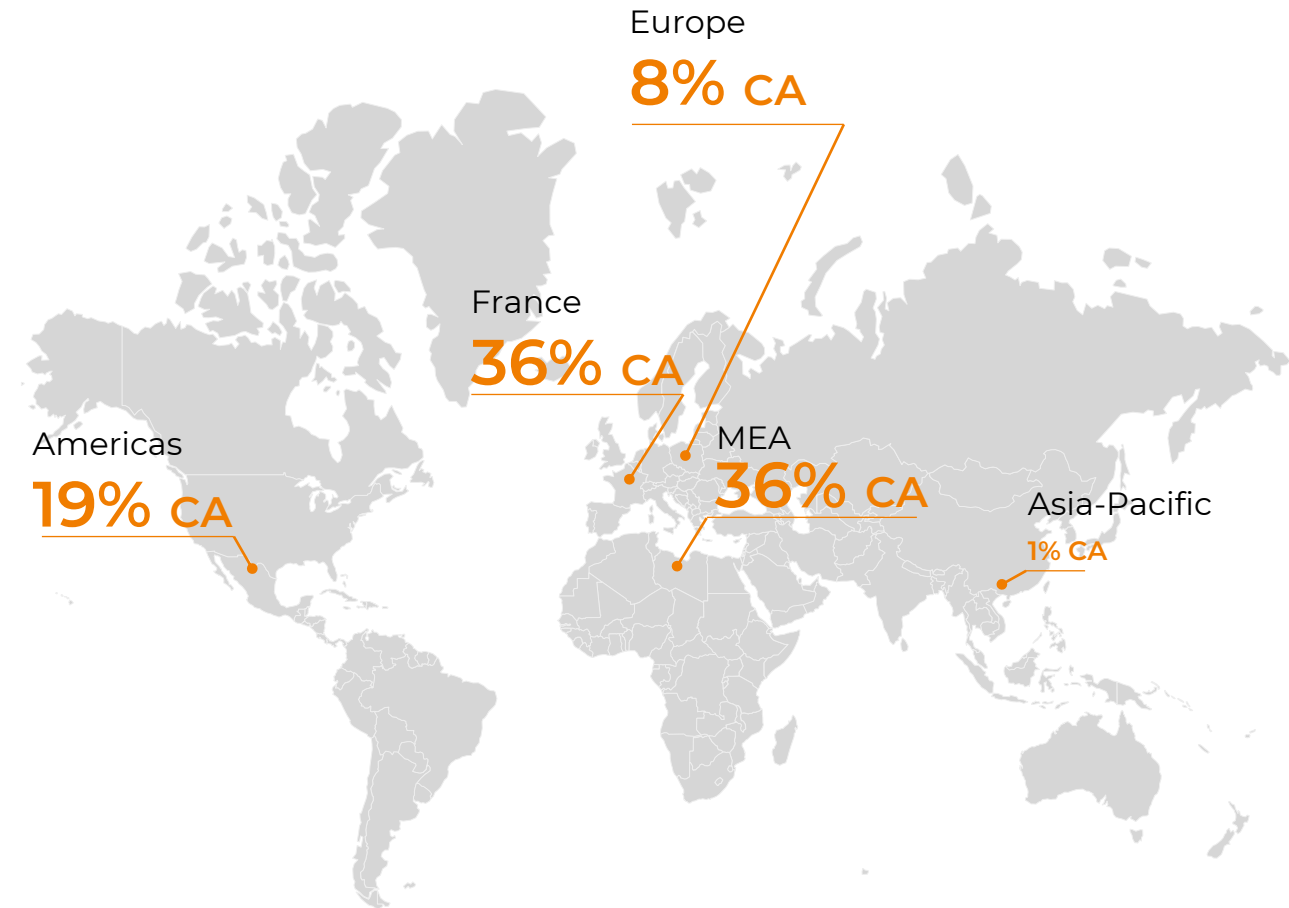 Europe
8% CA
France
36% CA
Americas
19% CA
MEA
36% CA
Asia-Pacific
1% CA